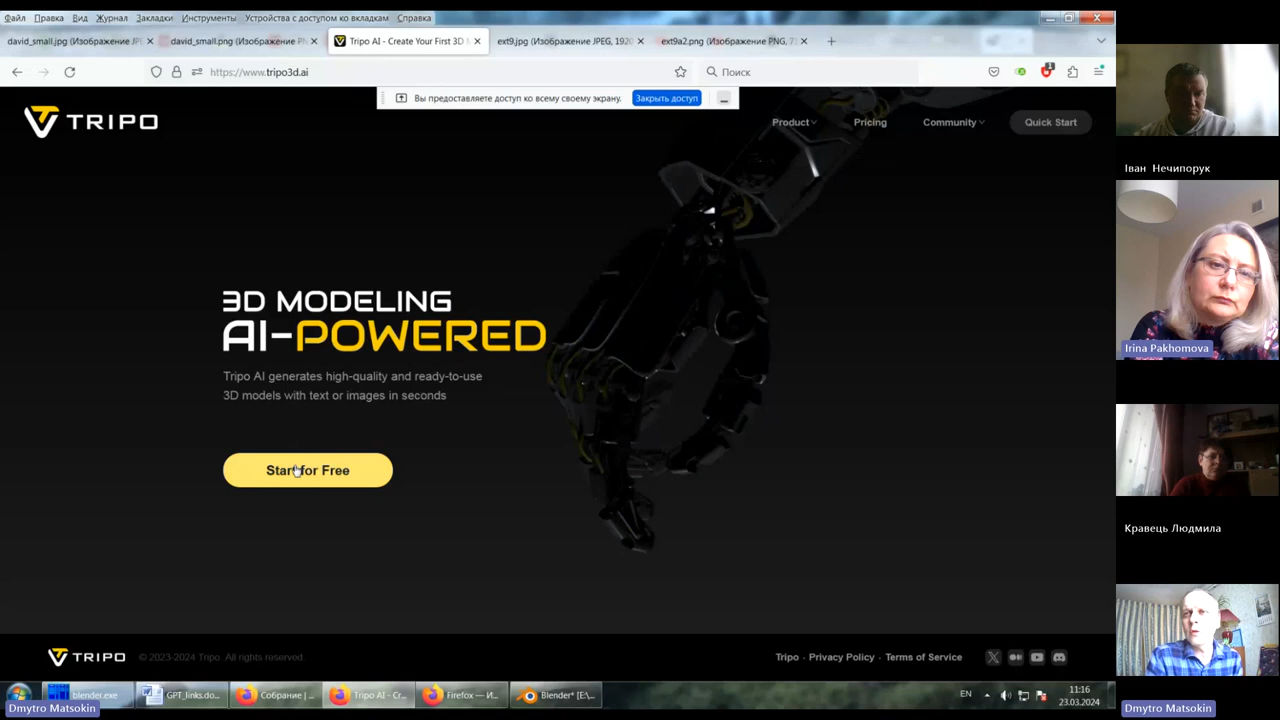 Файл Правка Вид Журнал Закладки Инструменты Устройства с доступом ко вкладкам Справка
david_small.jpg (Изображение JPE
david_small.png (Изображение PN
Tripo AI - Create Your First 3D M
ext9.jpg (Изображение JPEG, 1920
ext9a2.png (Изображение PNG, 7
https://www.tripo3d.ai
Поиск
1
Вы предоставляете доступ ко всему своему экрану.
Закрыть доступ
TRIPO
Product
Pricing
Community
Quick Start
3D MODELING
AI-POWERED
Tripo AI generates high-quality and ready-to-use
3D models with text or images in seconds
Start for Free
TRIPO
© 2023-2024 Tripo. All rights reserved.
Tripo - Privacy Policy - Terms of Service
blender.exe
GPT_links.do...
Собрание | ...
Tripo AI - Cr...
Firefox — И...
Blender* [E:\...
EN
11:16
23.03.2024
Dmytro Matsokin
Іван Нечипорук
Irina Pakhomova
Кравець Людмила
Dmytro Matsokin